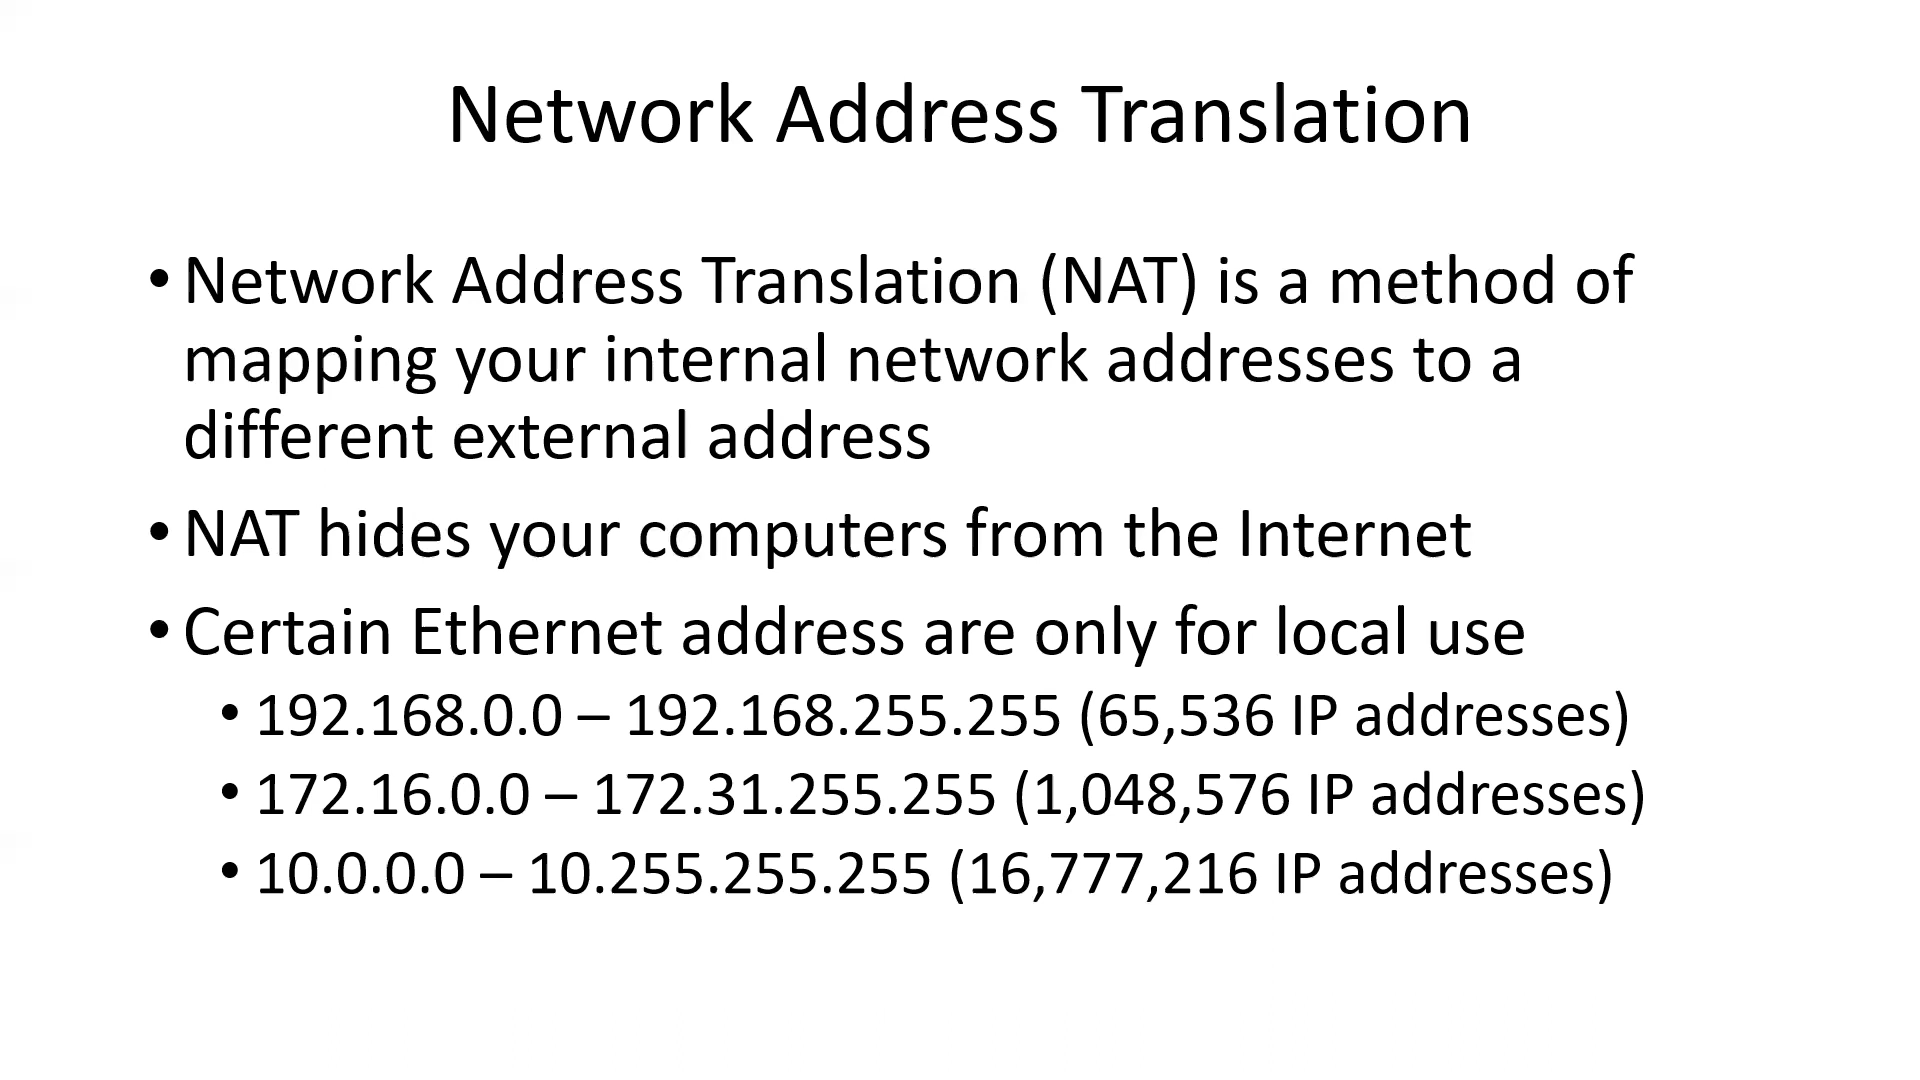 Network Address Translation
• Network Address Translation (NAT) is a method of
mapping your internal network addresses to a
different external address
• NAT hides your computers from the Internet
• Certain Ethernet address are only for local use
• 192.168.0.0 – 192.168.255.255 (65,536 IP addresses)
• 172.16.0.0 – 172.31.255.255 (1,048,576 IP addresses)
• 10.0.0.0 – 10.255.255.255 (16,777,216 IP addresses)